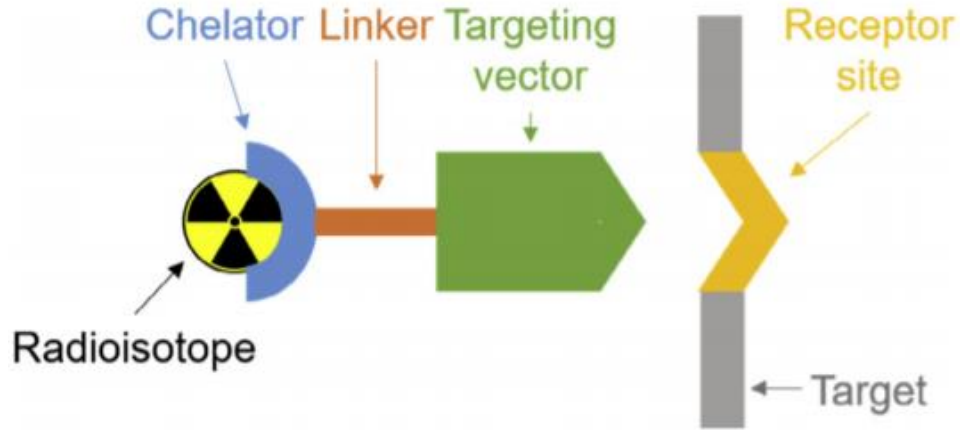 Chelator Linker Targeting vector Receptor site
Radioisotope
Target